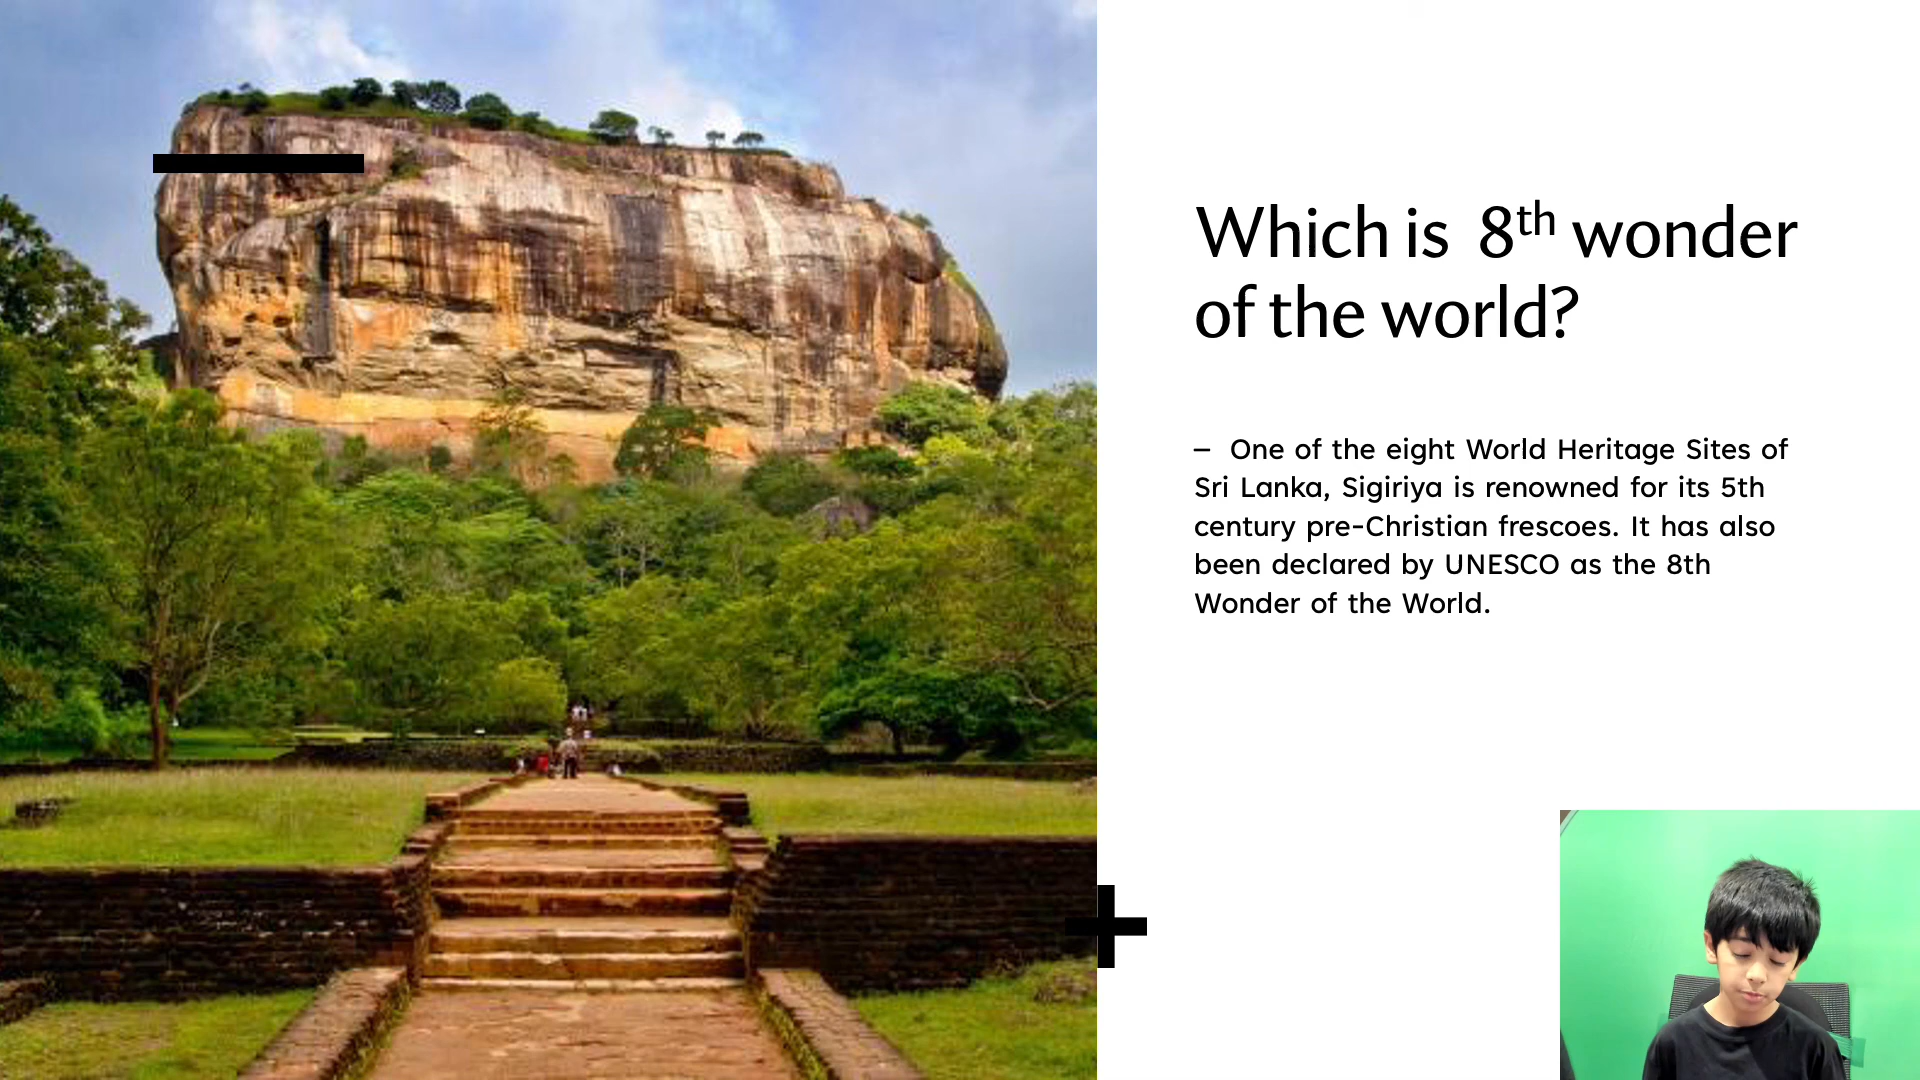 Which is 8th wonder
of the world?
– One of the eight World Heritage Sites of
Sri Lanka, Sigiriya is renowned for its 5th
century pre-Christian frescoes. It has also
been declared by UNESCO as the 8th
Wonder of the World.